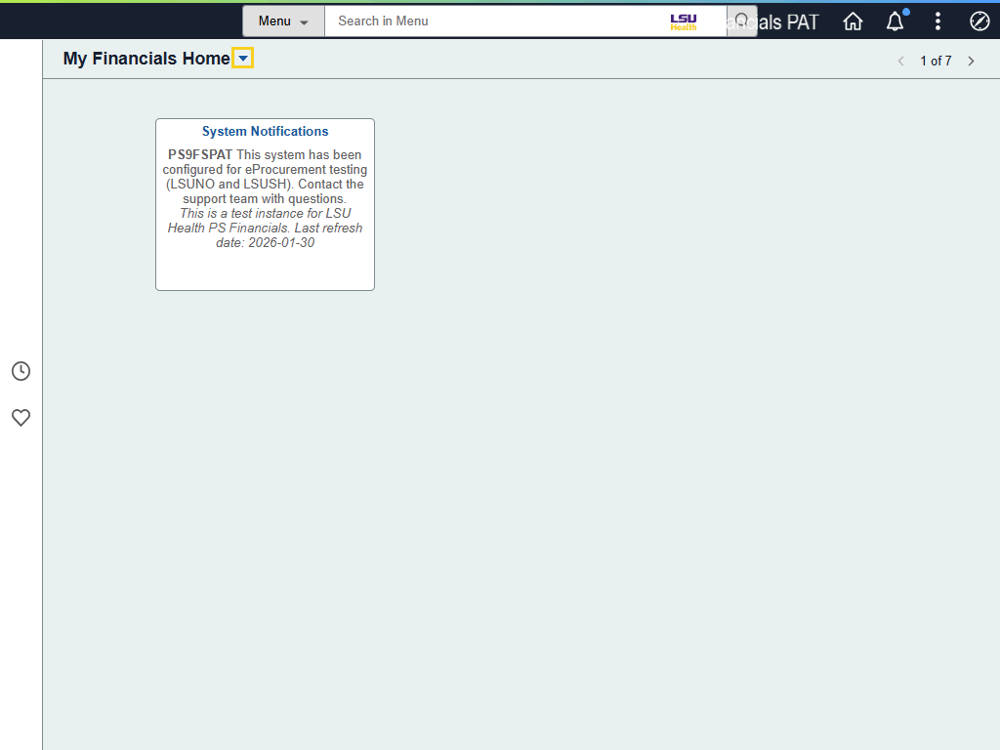 Menu
Search in Menu
LSU
Health
ncials PAT
My Financials Home
1 of 7
System Notifications
PS9FSPAT This system has been
configured for eProcurement testing
(LSUNO and LSUSH). Contact the
support team with questions.
This is a test instance for LSU
Health PS Financials. Last refresh
date: 2026-01-30